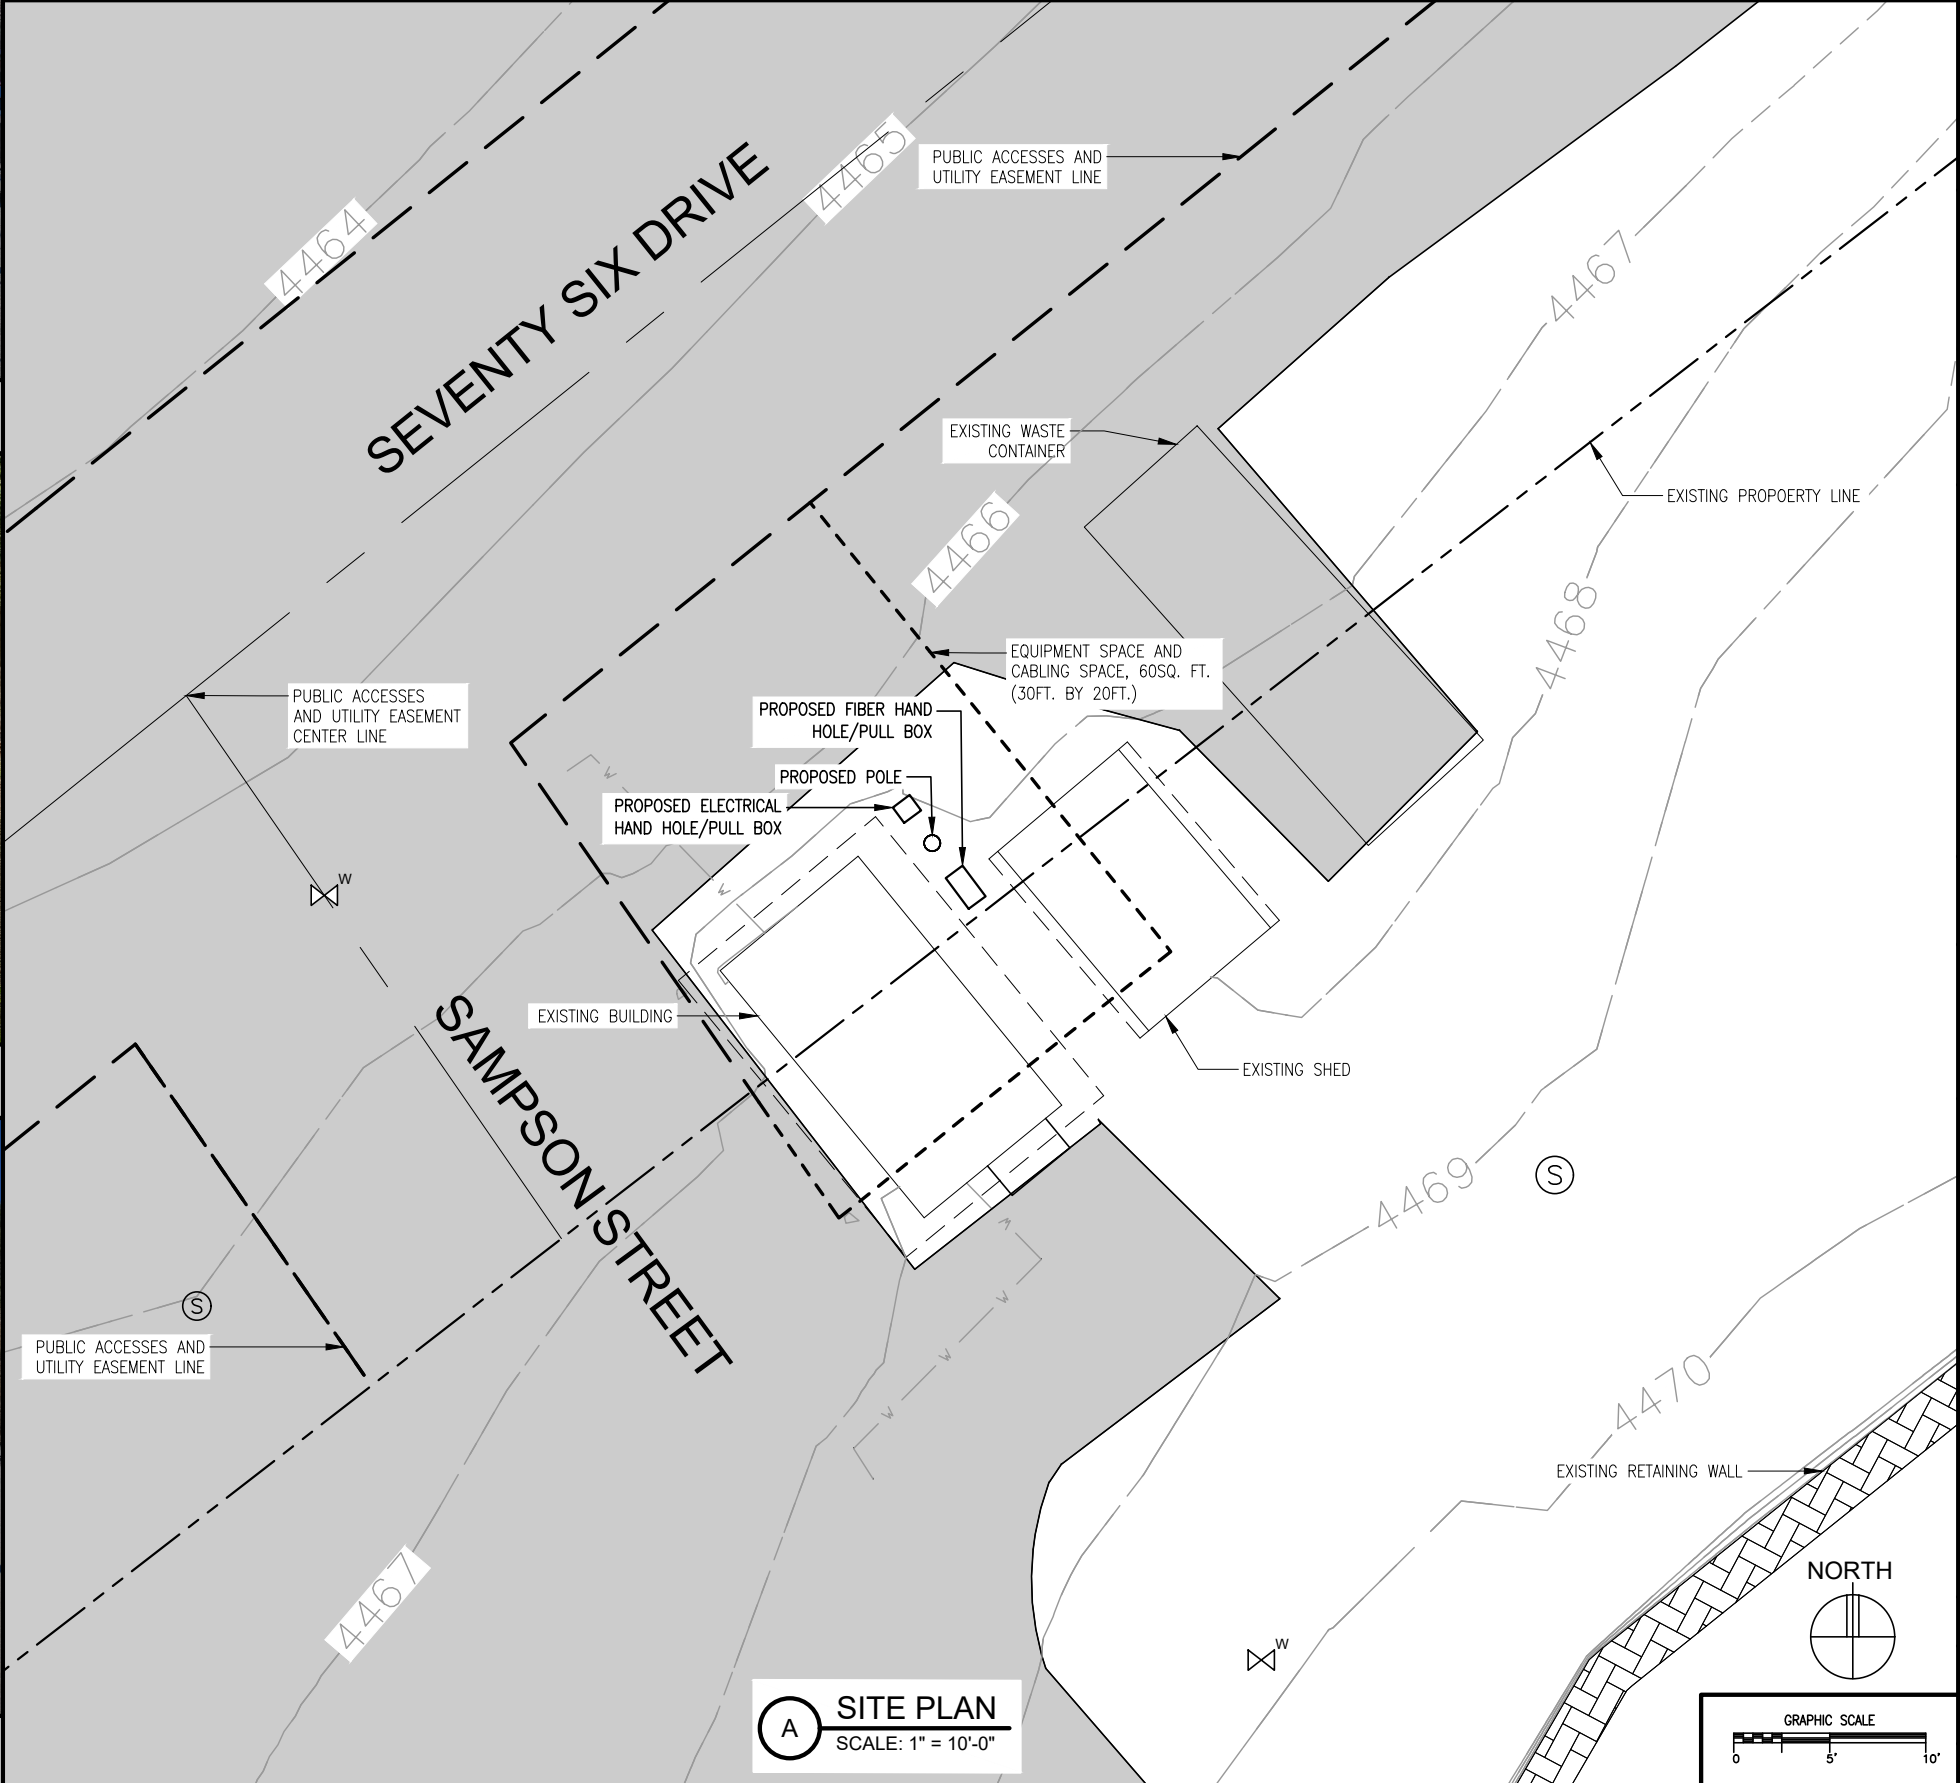 4464
4465
SEVENTY SIX DRIVE
PUBLIC ACCESSES AND
UTILITY EASEMENT LINE
4467
EXISTING WASTE
CONTAINER
EXISTING PROPOERTY LINE
4466
4468
EQUIPMENT SPACE AND
CABLING SPACE, 60SQ. FT.
(30FT. BY 20FT.)
PUBLIC ACCESSES
AND UTILITY EASEMENT
CENTER LINE
PROPOSED FIBER HAND
HOLE/PULL BOX
PROPOSED POLE
PROPOSED ELECTRICAL
HAND HOLE/PULL BOX
W
W
W
EXISTING BUILDING
SAMPSON STREET
EXISTING SHED
4469
S
S
W
W
W
W
PUBLIC ACCESSES AND
UTILITY EASEMENT LINE
4470
EXISTING RETAINING WALL
4467
NORTH
W
A
SITE PLAN
SCALE: 1" = 10'-0"
GRAPHIC SCALE
0 5' 10'